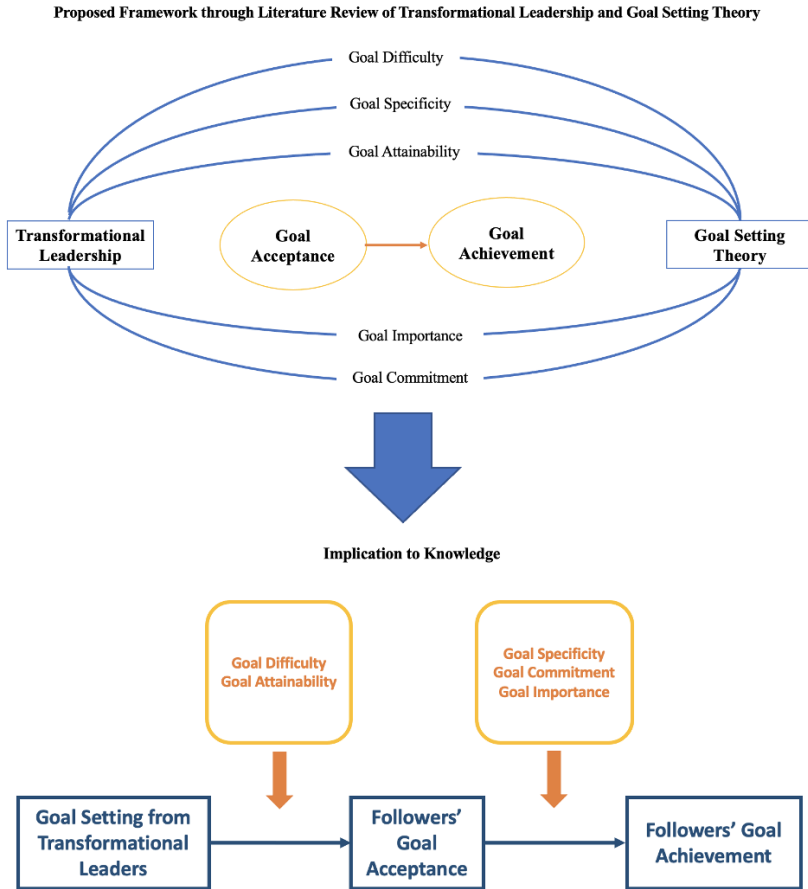 Proposed Framework through Literature Review of Transformational Leadership and Goal Setting Theory
Goal Difficulty
Goal Specificity
Goal Attainability
Transformational
Leadership
Goal
Acceptance
Goal
Achievement
Goal Setting
Theory
Goal Importance
Goal Commitment
Implication to Knowledge
Goal Difficulty
Goal Attainability
Goal Specificity
Goal Commitment
Goal Importance
Goal Setting from
Transformational
Leaders
Followers'
Goal
Acceptance
Followers' Goal
Achievement